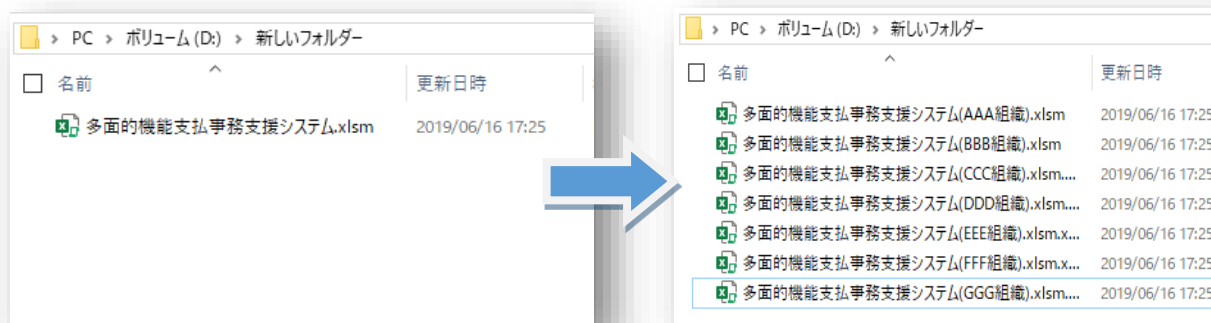 PC > ボリューム (D:) > 新しいフォルダー
名前 更新日時
多面的機能支払事務支援システム.xlsm 2019/06/16 17:25
PC > ボリューム (D:) > 新しいフォルダー
名前 更新日時
多面的機能支払事務支援システム(AAA組織).xlsm 2019/06/16 17:25
多面的機能支払事務支援システム(BBB組織).xlsm 2019/06/16 17:25
多面的機能支払事務支援システム(CCC組織).xlsm.... 2019/06/16 17:25
多面的機能支払事務支援システム(DDD組織).xlsm.... 2019/06/16 17:25
多面的機能支払事務支援システム(EEE組織).xlsm.x... 2019/06/16 17:25
多面的機能支払事務支援システム(FFF組織).xlsm.x... 2019/06/16 17:25
多面的機能支払事務支援システム(GGG組織).xlsm.... 2019/06/16 17:25